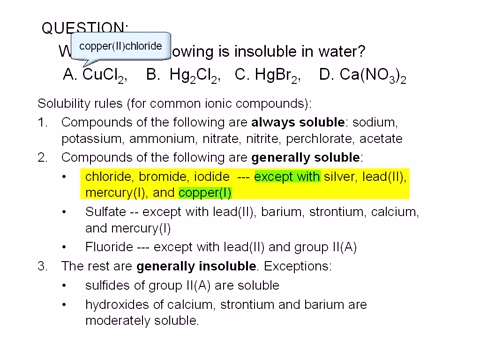 QUESTION:
copper(II)chloride
W owing is insoluble in water?
A. CuCl₂, B. Hg₂Cl₂, C. HgBr₂, D. Ca(NO₃)₂
Solubility rules (for common ionic compounds):
1. Compounds of the following are always soluble: sodium,
potassium, ammonium, nitrate, nitrite, perchlorate, acetate
2. Compounds of the following are generally soluble:
• chloride, bromide, iodide --- except with silver, lead(II),
mercury(I), and copper(I)
• Sulfate -- except with lead(II), barium, strontium, calcium,
and mercury(I)
• Fluoride --- except with lead(II) and group II(A)
3. The rest are generally insoluble. Exceptions:
• sulfides of group II(A) are soluble
• hydroxides of calcium, strontium and barium are
moderately soluble.